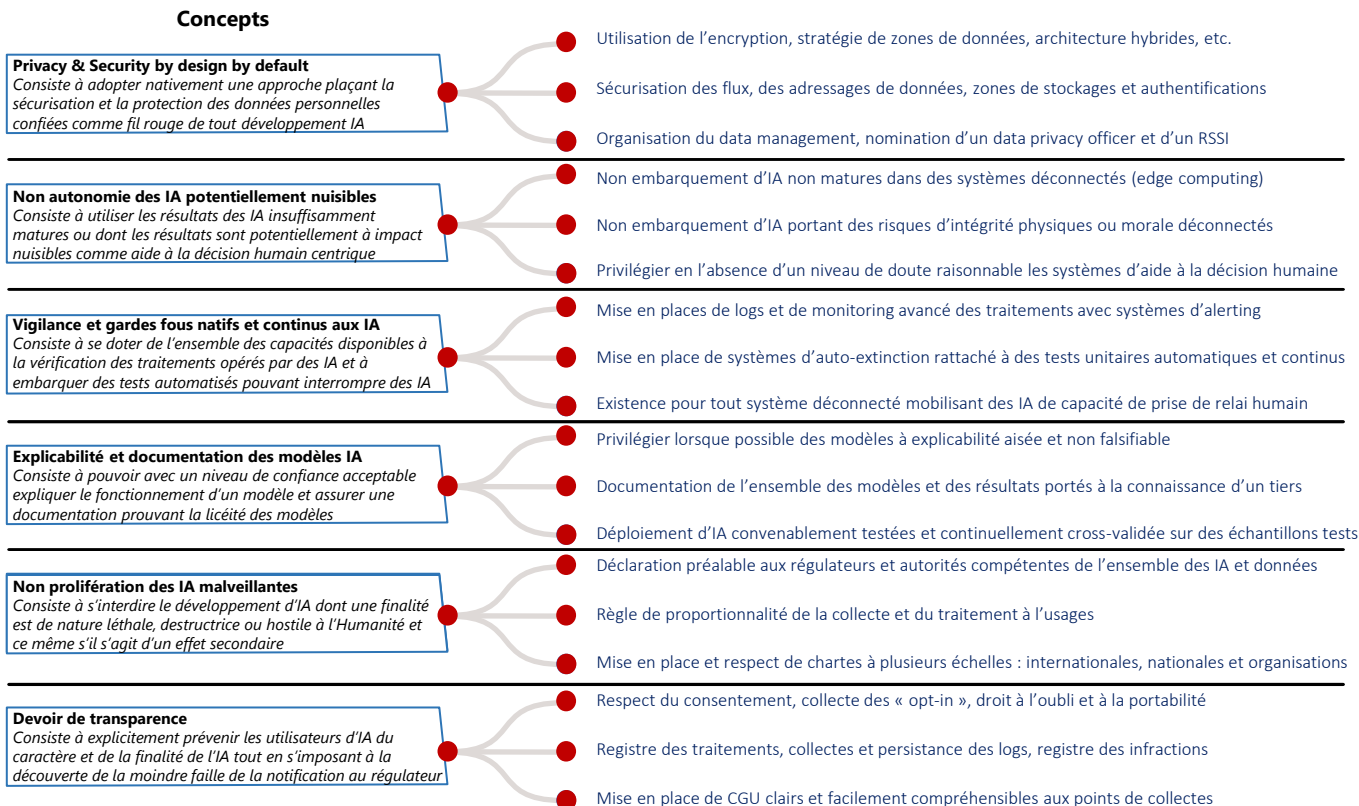 Concepts
Privacy & Security by design by default
Consiste à adopter nativement une approche plaçant la
sécurisation et la protection des données personnelles
confiées comme fil rouge de tout développement IA
Utilisation de l’encryption, stratégie de zones de données, architecture hybrides, etc.
Sécurisation des flux, des adressages de données, zones de stockages et authentifications
Organisation du data management, nomination d’un data privacy officer et d’un RSSI
Non autonomie des IA potentiellement nuisibles
Consiste à utiliser les résultats des IA insuffisamment
matures ou dont les résultats sont potentiellement à impact
nuisibles comme aide à la décision humain centrique
Non embarquement d’IA non matures dans des systèmes déconnectés (edge computing)
Non embarquement d’IA portant des risques d’intégrité physiques ou morale déconnectés
Privilégier en l’absence d’un niveau de doute raisonnable les systèmes d’aide à la décision humaine
Vigilance et gardes fous natifs et continus aux IA
Consiste à se doter de l’ensemble des capacités disponibles à
la vérification des traitements opérés par des IA et à
embarquer des tests automatisés pouvant interrompre des IA
Mise en places de logs et de monitoring avancé des traitements avec systèmes d’alerting
Mise en place de systèmes d’auto-extinction rattaché à des tests unitaires automatiques et continus
Existence pour tout système déconnecté mobilisant des IA de capacité de prise de relai humain
Explicabilité et documentation des modèles IA
Consiste à pouvoir avec un niveau de confiance acceptable
expliquer le fonctionnement d’un modèle et assurer une
documentation prouvant la licéité des modèles
Privilégier lorsque possible des modèles à explicabilité aisée et non falsifiable
Documentation de l’ensemble des modèles et des résultats portés à la connaissance d’un tiers
Déploiement d’IA convenablement testées et continuellement cross-validée sur des échantillons tests
Non prolifération des IA malveillantes
Consiste à s’interdire le développement d’IA dont une finalité
est de nature léthale, destructrice ou hostile à l’Humanité et
ce même s’il s’agit d’un effet secondaire
Déclaration préalable aux régulateurs et autorités compétentes de l’ensemble des IA et données
Règle de proportionnalité de la collecte et du traitement à l’usages
Mise en place et respect de chartes à plusieurs échelles : internationales, nationales et organisations
Devoir de transparence
Consiste à explicitement prévenir les utilisateurs d’IA du
caractère et de la finalité de l’IA tout en s’imposant à la
découverte de la moindre faille de la notification au régulateur
Respect du consentement, collecte des « opt-in », droit à l’oubli et à la portabilité
Registre des traitements, collectes et persistance des logs, registre des infractions
Mise en place de CGU clairs et facilement compréhensibles aux points de collectes